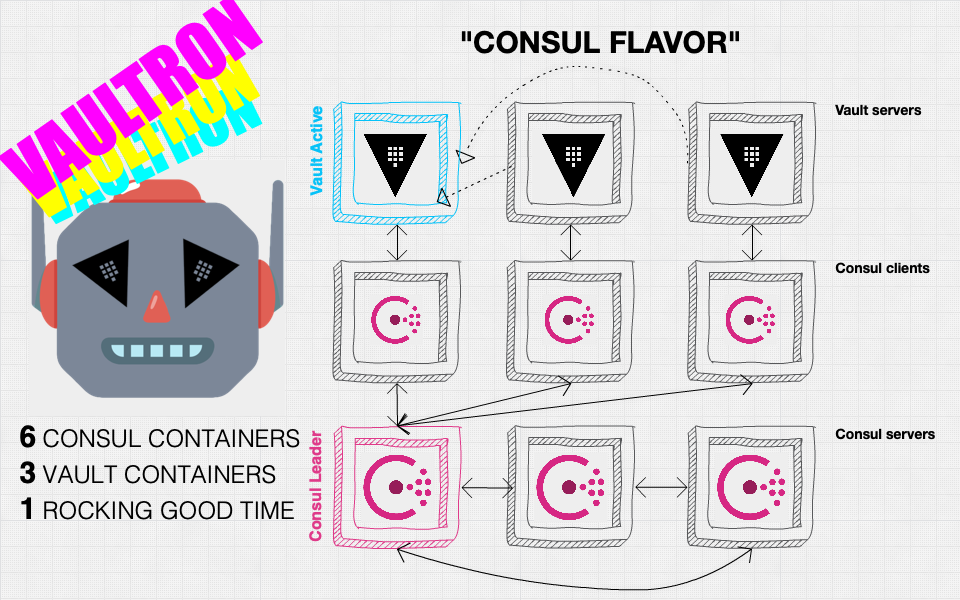 VAULTRON
VAULTRON
VAULTRON
"CONSUL FLAVOR"
Vault Active
Vault servers
Consul clients
Consul Leader
Consul servers
6 CONSUL CONTAINERS
3 VAULT CONTAINERS
1 ROCKING GOOD TIME